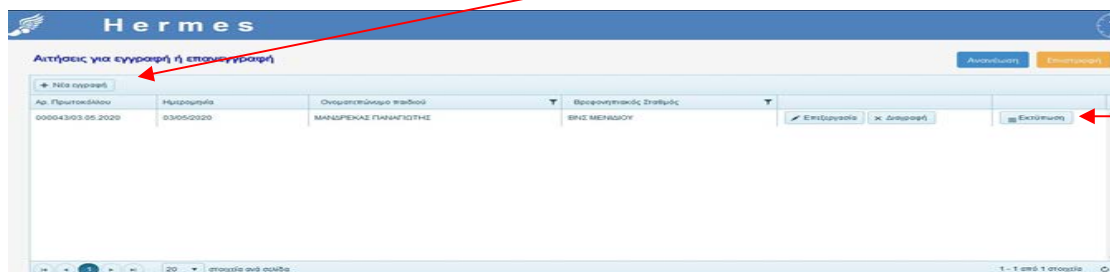 Hermes
Αιτήσεις για εγγραφή ή επανεγγραφή
Ανανέωση Επιστροφή
+ Νέα εγγραφή
Αρ. Πρωτοκόλλου Ημερομηνία Ονοματεπώνυμο παιδιού Βρεφονηπιακός Σταθμός
000043/03.05.2020 03/05/2020 ΜΑΝΔΡΕΚΑΣ ΠΑΝΑΓΙΩΤΗΣ ΒΝΣ ΜΕΝΙΔΙΟΥ Επεξεργασία Διαγραφή Εκτύπωση
1 20 στοιχεία ανά σελίδα 1 - 1 από 1 στοιχεία